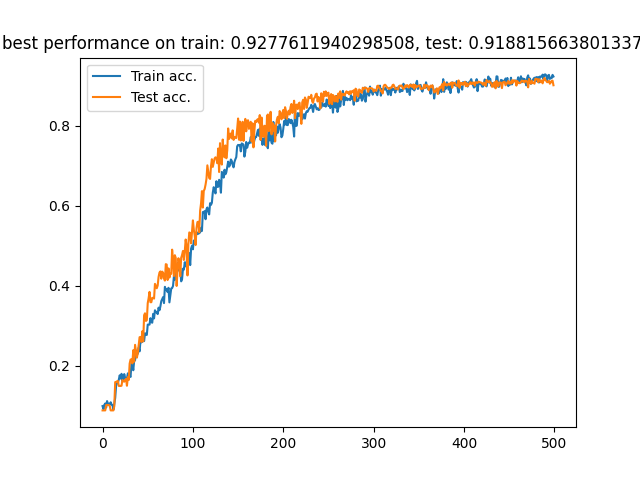 best performance on train: 0.9277611940298508, test: 0.918815663801337
Train acc.
Test acc.
0.8
0.6
0.4
0.2
0 100 200 300 400 500